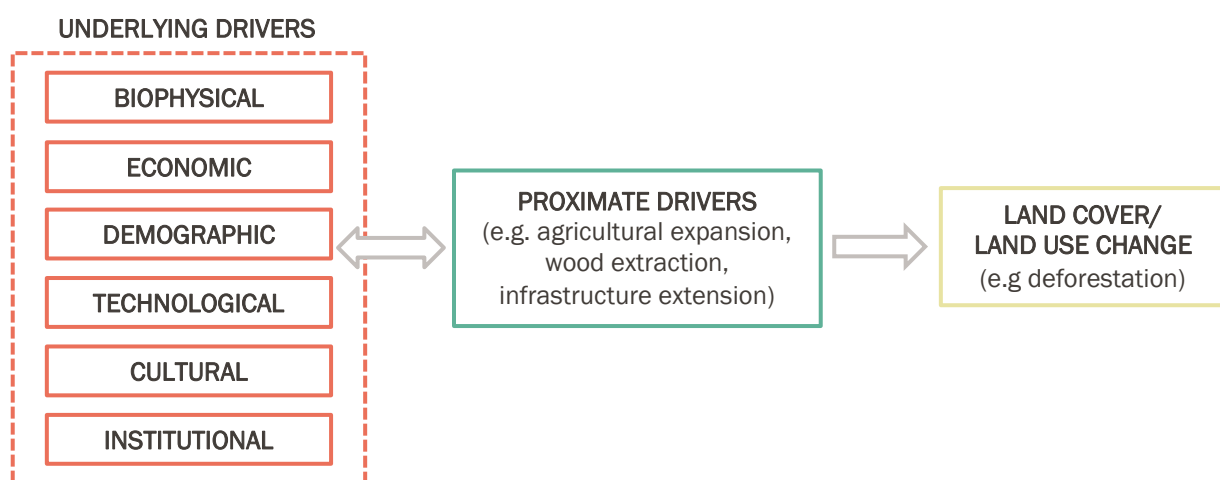 UNDERLYING DRIVERS
BIOPHYSICAL
ECONOMIC
DEMOGRAPHIC
TECHNOLOGICAL
CULTURAL
INSTITUTIONAL
PROXIMATE DRIVERS
(e.g. agricultural expansion,
wood extraction,
infrastructure extension)
LAND COVER/
LAND USE CHANGE
(e.g deforestation)